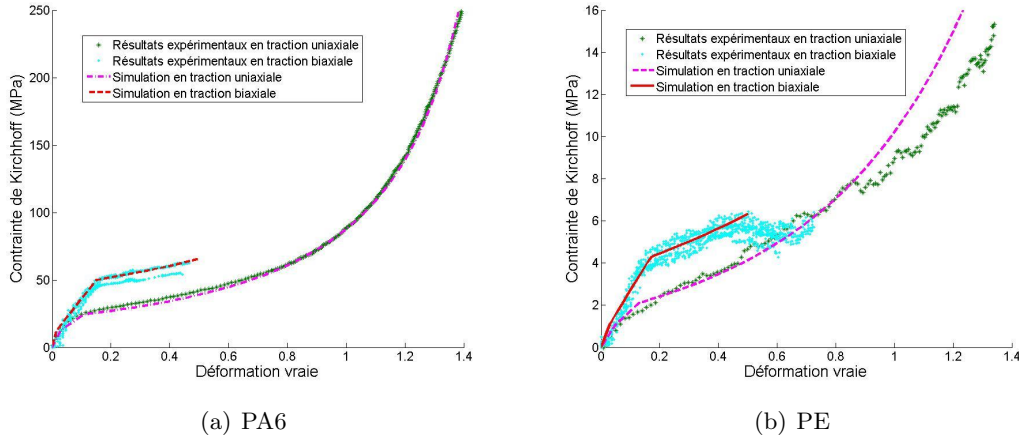 250
200
150
100
50
0
Contrainte de Kirchhoff (MPa)
Résultats expérimentaux en traction uniaxiale
Résultats expérimentaux en traction biaxiale
Simulation en traction uniaxiale
Simulation en traction biaxiale
0 0.2 0.4 0.6 0.8 1 1.2 1.4
Déformation vraie
(a) PA6
16
14
12
10
8
6
4
2
0
Contrainte de Kirchhoff (MPa)
Résultats expérimentaux en traction uniaxiale
Résultats expérimentaux en traction biaxiale
Simulation en traction uniaxiale
Simulation en traction biaxiale
0 0.2 0.4 0.6 0.8 1 1.2 1.4
Déformation vraie
(b) PE